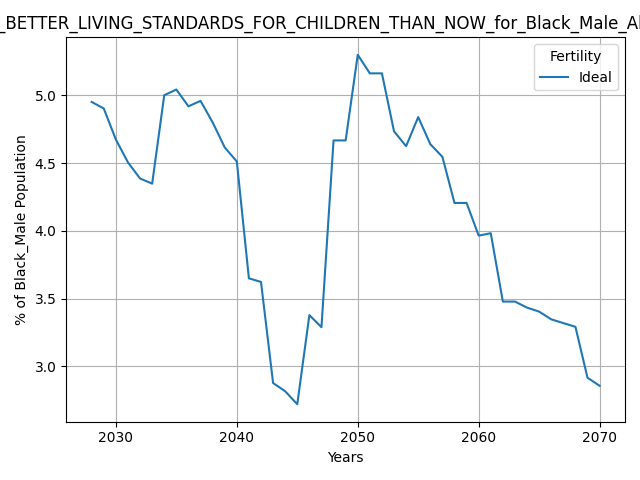 _BETTER_LIVING_STANDARDS_FOR_CHILDREN_THAN_NOW_for_Black_Male_A
Fertility
Ideal
5.0
4.5
4.0
3.5
3.0
% of Black_Male Population
2030 2040 2050 2060 2070
Years